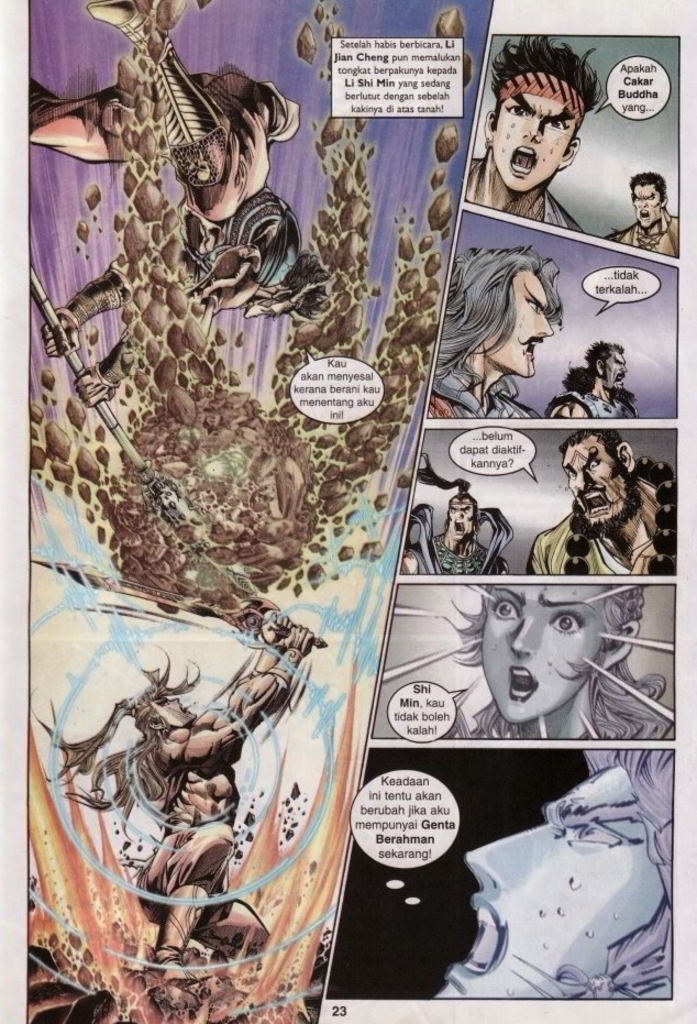 Setelah habis berbicara, Li
Jian Cheng pun memalukan
tongkat berpakunya kepada
Li Shi Min yang sedang
berlutut dengan sebelah
kakinya di atas tanah!
Kau
akan menyesal
kerana berani kau
menentang aku
ini!
Apakah
Cakar
Buddha
yang...
...tidak
terkalah...
...belum
dapat diaktif-
kannya?
Shi
Min, kau
tidak boleh
kalah!
Keadaan
ini tentu akan
berubah jika aku
mempunyai Genta
Berahman
sekarang!
23